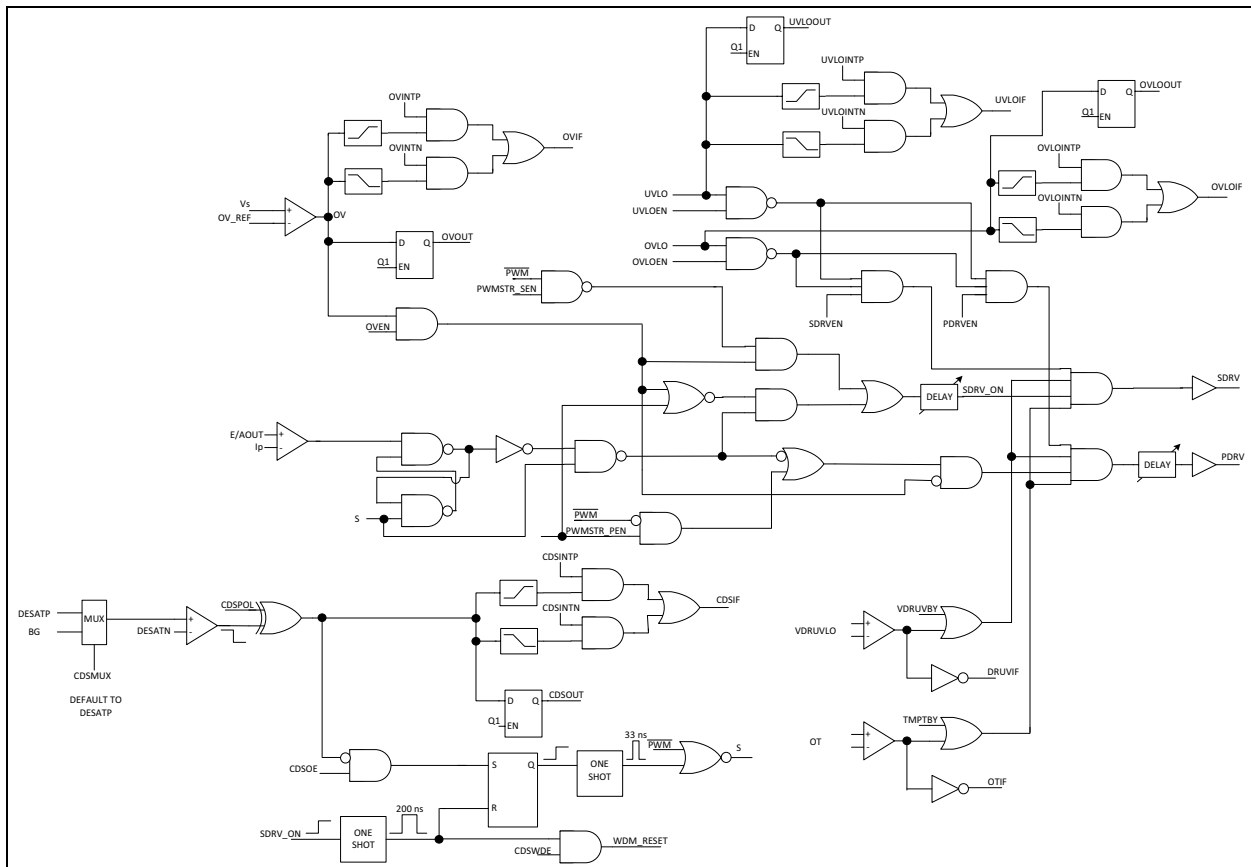 D
Q
UVLOOUT
Q1
EN
UVLOINTP
UVLOIF
UVLOINTN
D
Q
OVLOOUT
Q1
EN
OVLOINTP
OVLOIF
OVLOINTN
OVINTP
OVIF
OVINTN
UVLO
UVLOEN
Vs
+
OV_REF
-
OV
D
Q
OVOUT
Q1
EN
OVLO
OVLOEN
PWM
PWMSTR_SEN
SDRVEN
PDRVEN
OVEN
SDRV_ON
DELAY
SDRV
E/AOUT
+
Ip
-
DELAY
PDRV
S
PWM
PWMSTR_PEN
CDSINTP
CDSIF
CDSINTN
DESATP
MUX
BG
CDSPOL
+
DESATN
-
CDSMUX
DEFAULT TO
DESATP
D
Q
CDSOUT
Q1
EN
VDRUVBY
VDRUVLO
+
-
DRUVIF
TMPTBY
OT
+
-
OTIF
CDSOE
S
Q
R
33 ns
ONE
SHOT
PWM
S
200 ns
SDRV_ON
ONE
SHOT
CDSWDE
WDM_RESET